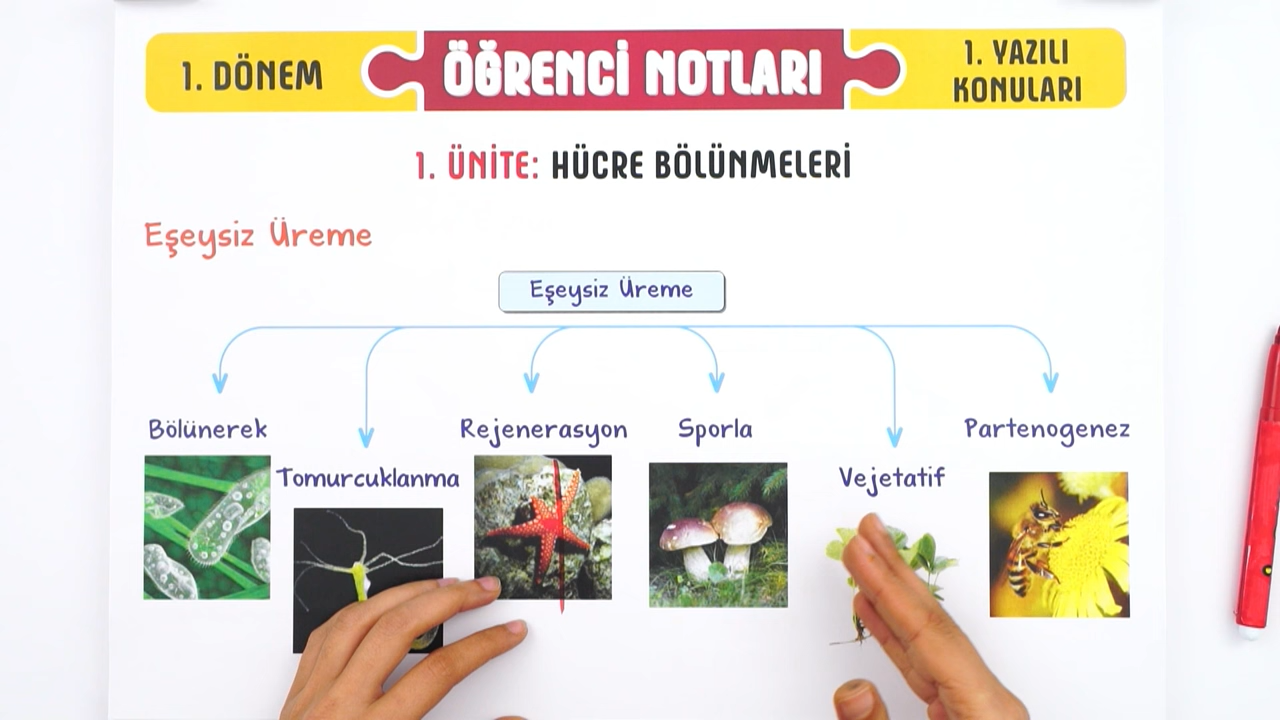 1. DÖNEM
ÖĞRENCİ NOTLARI
1. YAZILI
KONULARI
1. ÜNİTE: HÜCRE BÖLÜNMELERİ
Eşeysiz Üreme
Eşeysiz Üreme
Bölünerek
Tomurcuklanma
Rejenerasyon
Sporla
Vejetatif
Partenogenez